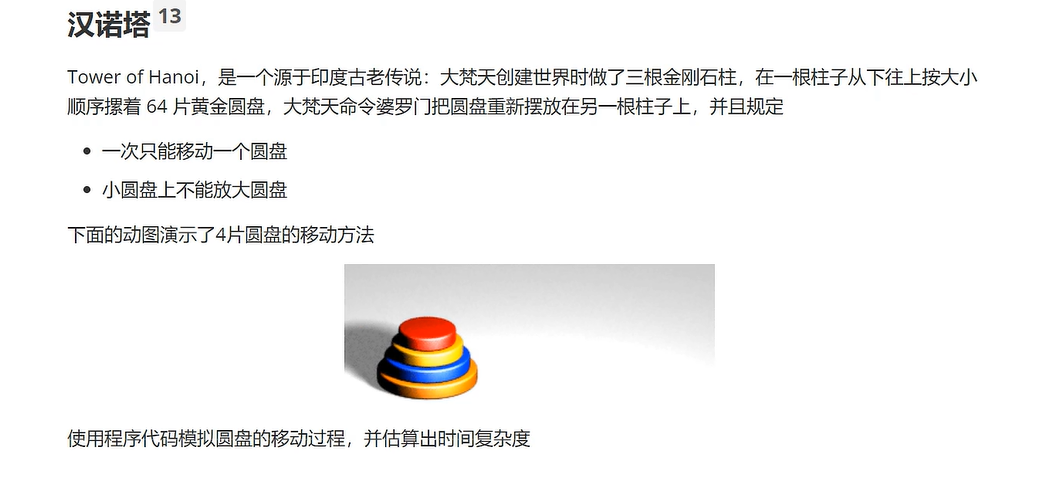 汉诺塔 13
Tower of Hanoi，是一个源于印度古老传说：大梵天创建世界时做了三根金刚石柱，在一根柱子从下往上按大小
顺序摞着 64 片黄金圆盘，大梵天命令婆罗门把圆盘重新摆放在另一根柱子上，并且规定
一次只能移动一个圆盘
小圆盘上不能放大圆盘
下面的动图演示了4片圆盘的移动方法
使用程序代码模拟圆盘的移动过程，并估算出时间复杂度